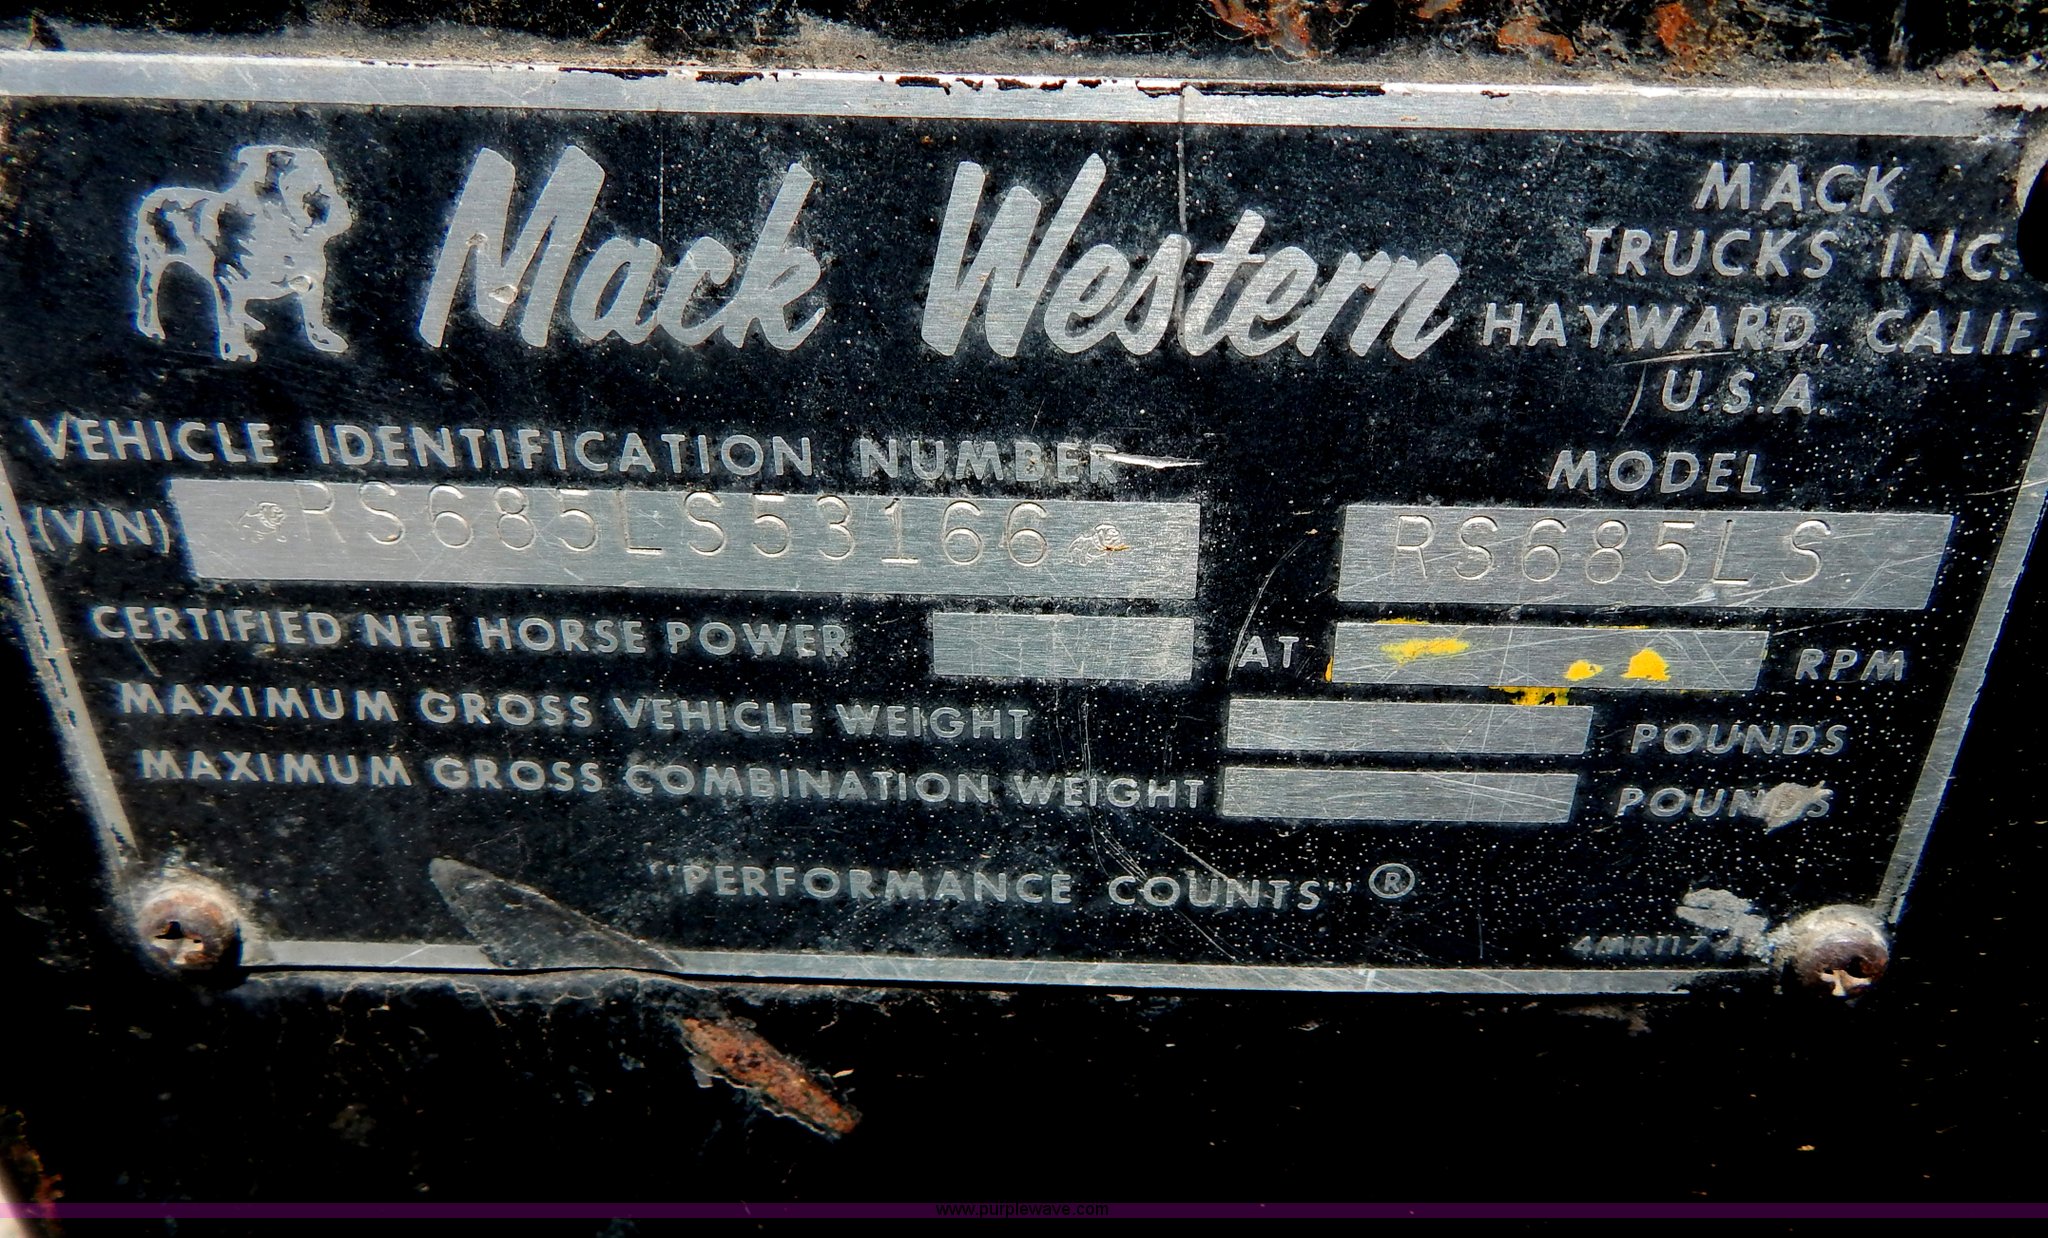 Mack Western
MACK
TRUCKS INC.
HAYWARD, CALIF.
U.S.A.
VEHICLE IDENTIFICATION NUMBER
MODEL
(VIN) RS685LS53166
RS685LS
CERTIFIED NET HORSE POWER AT RPM
MAXIMUM GROSS VEHICLE WEIGHT POUNDS
MAXIMUM GROSS COMBINATION WEIGHT POUNDS
"PERFORMANCE COUNTS" ®
www.purplewave.com